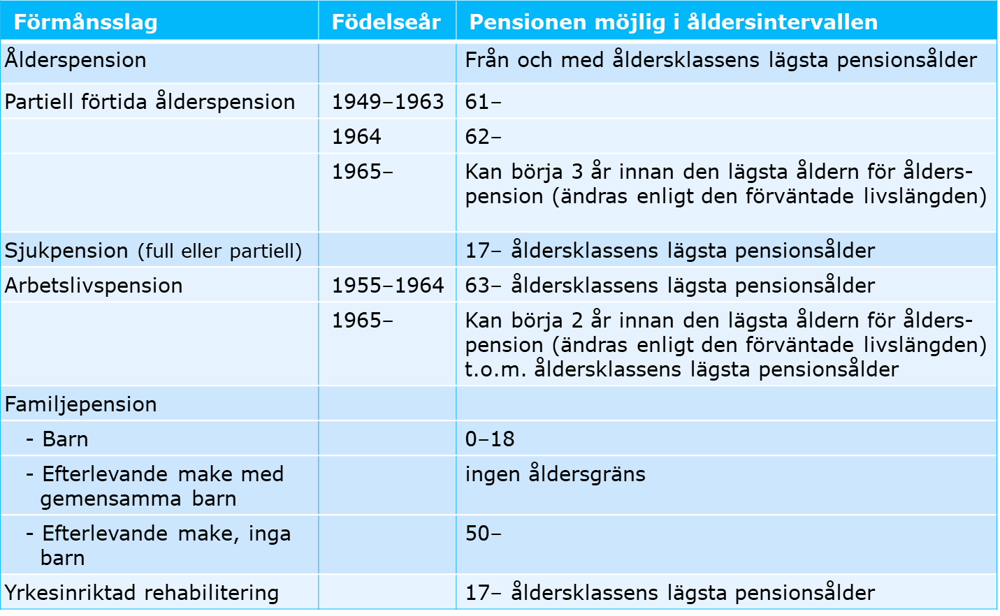 Förmånsslag Födelseår Pensionen möjlig i åldersintervallen
Ålderspension Från och med åldersklassens lägsta pensionsålder
Partiell förtida ålderspension 1949–1963 61–
1964 62–
1965– Kan börja 3 år innan den lägsta åldern för ålders-
pension (ändras enligt den förväntade livslängden)
Sjukpension (full eller partiell) 17– åldersklassens lägsta pensionsålder
Arbetslivspension 1955–1964 63– åldersklassens lägsta pensionsålder
1965– Kan börja 2 år innan den lägsta åldern för ålders-
pension (ändras enligt den förväntade livslängden)
t.o.m. åldersklassens lägsta pensionsålder
Familjepension
- Barn 0–18
- Efterlevande make med ingen åldersgräns
gemensamma barn
- Efterlevande make, inga 50–
barn
Yrkesinriktad rehabilitering 17– åldersklassens lägsta pensionsålder